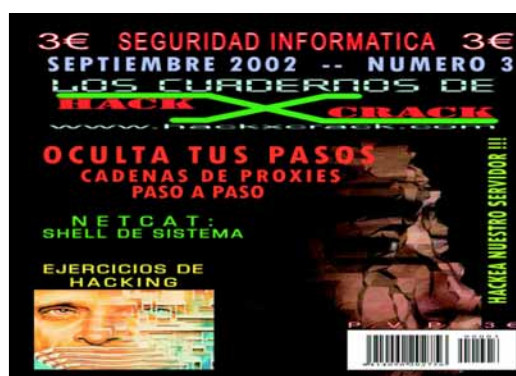 3€ SEGURIDAD INFORMATICA 3€
SEPTIEMBRE 2002 -- NUMERO 3
LOS CUADERNOS DE
HACK X CRACK
www.hackxcrack.com
OCULTA TUS PASOS
CADENAS DE PROXIES
PASO A PASO
NETCAT:
SHELL DE SISTEMA
EJERCICIOS DE
HACKING
HACKEA NUESTRO SERVIDOR !!!
P.V.P. 3€
00003